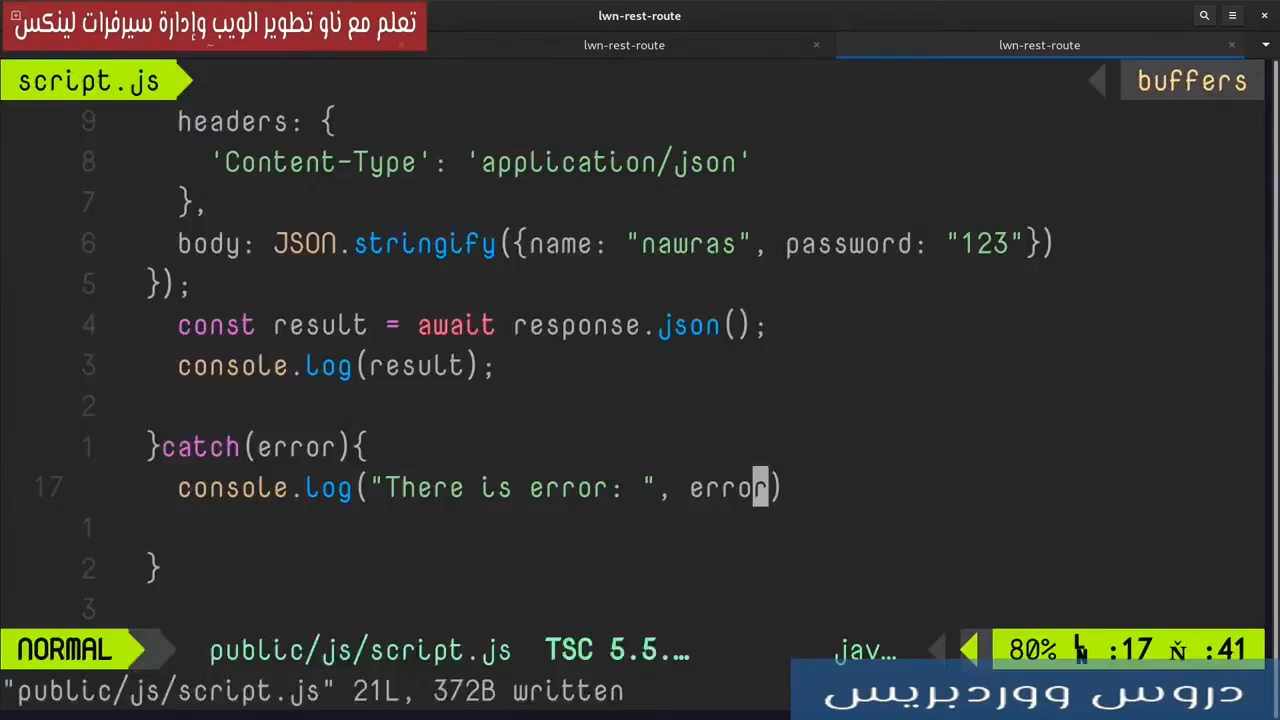 lwn-rest-route
تعلم مع ناو تطوير الويب وإدارة سيرفرات لينكس
lwn-rest-route
lwn-rest-route
script.js
buffers
9 headers: {
8 'Content-Type': 'application/json'
7 },
6 body: JSON.stringify({name: "nawras", password: "123"})
5 });
4 const result = await response.json();
3 console.log(result);
2
1 }catch(error){
17 console.log("There is error: ", error)
1
2 }
3
NORMAL public/js/script.js TSC 5.5.… jav… 80% :17 :41
"public/js/script.js" 21L, 372B written
دروس ووردبريس